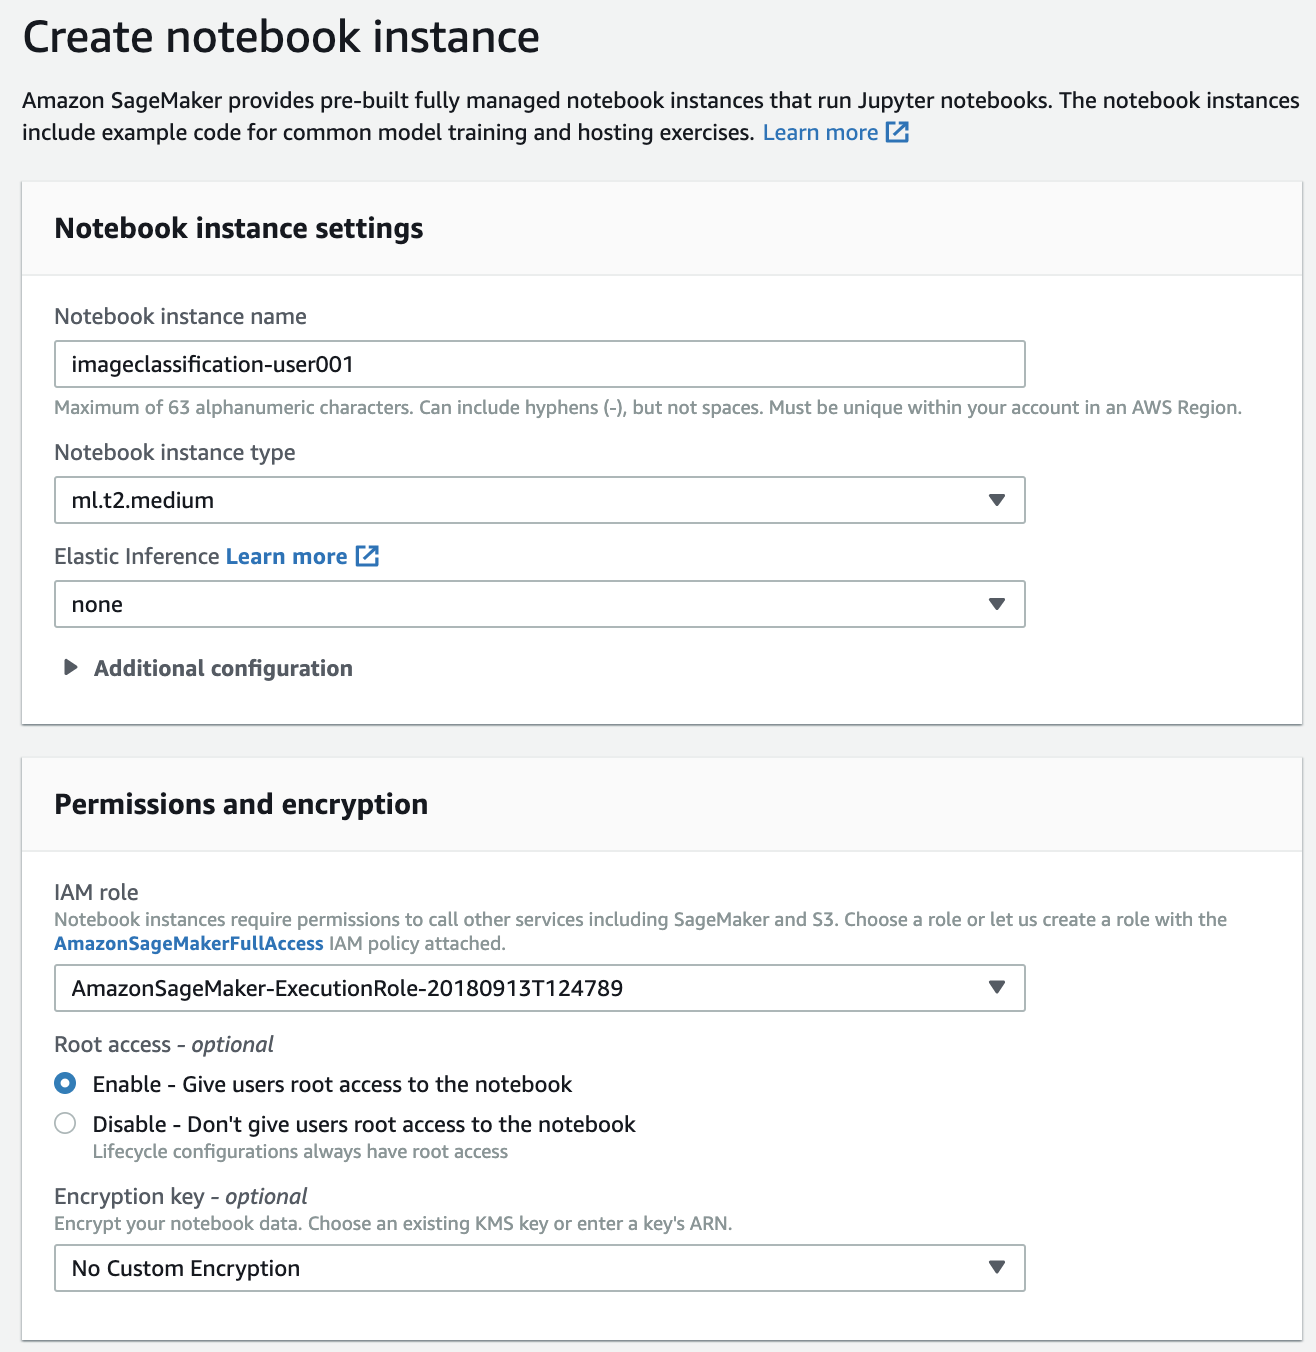 Create notebook instance
Amazon SageMaker provides pre-built fully managed notebook instances that run Jupyter notebooks. The notebook instances
include example code for common model training and hosting exercises. Learn more
Notebook instance settings
Notebook instance name
imageclassification-user001
Maximum of 63 alphanumeric characters. Can include hyphens (-), but not spaces. Must be unique within your account in an AWS Region.
Notebook instance type
ml.t2.medium
Elastic Inference Learn more
none
Additional configuration
Permissions and encryption
IAM role
Notebook instances require permissions to call other services including SageMaker and S3. Choose a role or let us create a role with the
AmazonSageMakerFullAccess IAM policy attached.
AmazonSageMaker-ExecutionRole-20180913T124789
Root access - optional
Enable - Give users root access to the notebook
Disable - Don't give users root access to the notebook
Lifecycle configurations always have root access
Encryption key - optional
Encrypt your notebook data. Choose an existing KMS key or enter a key's ARN.
No Custom Encryption